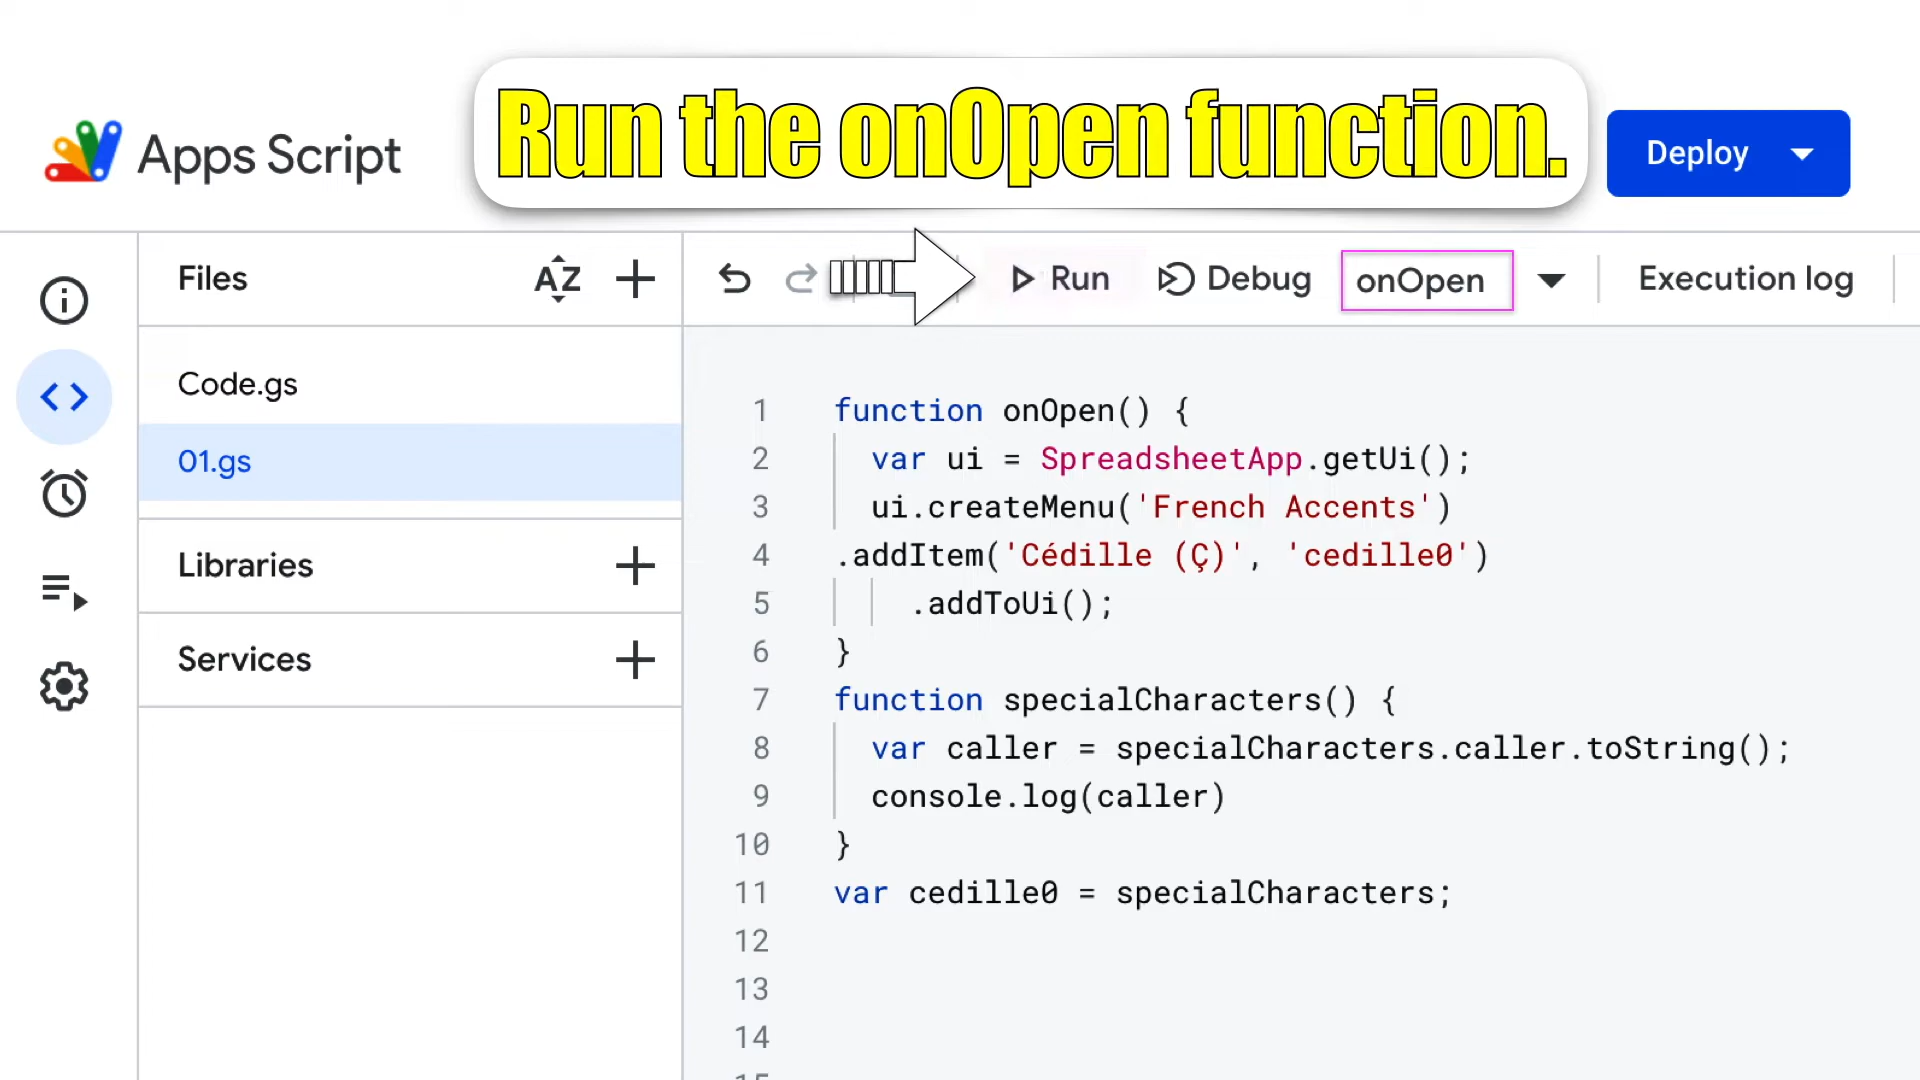 Run the onOpen function.
Apps Script
Deploy
Files
AZ
Run
Debug
onOpen
Execution log
Code.gs
01.gs
Libraries
Services
1 function onOpen() {
2 var ui = SpreadsheetApp.getUi();
3 ui.createMenu('French Accents')
4 .addItem('Cédille (Ç)', 'cedille0')
5 .addToUi();
6 }
7 function specialCharacters() {
8 var caller = specialCharacters.caller.toString();
9 console.log(caller)
10 }
11 var cedille0 = specialCharacters;
12
13
14